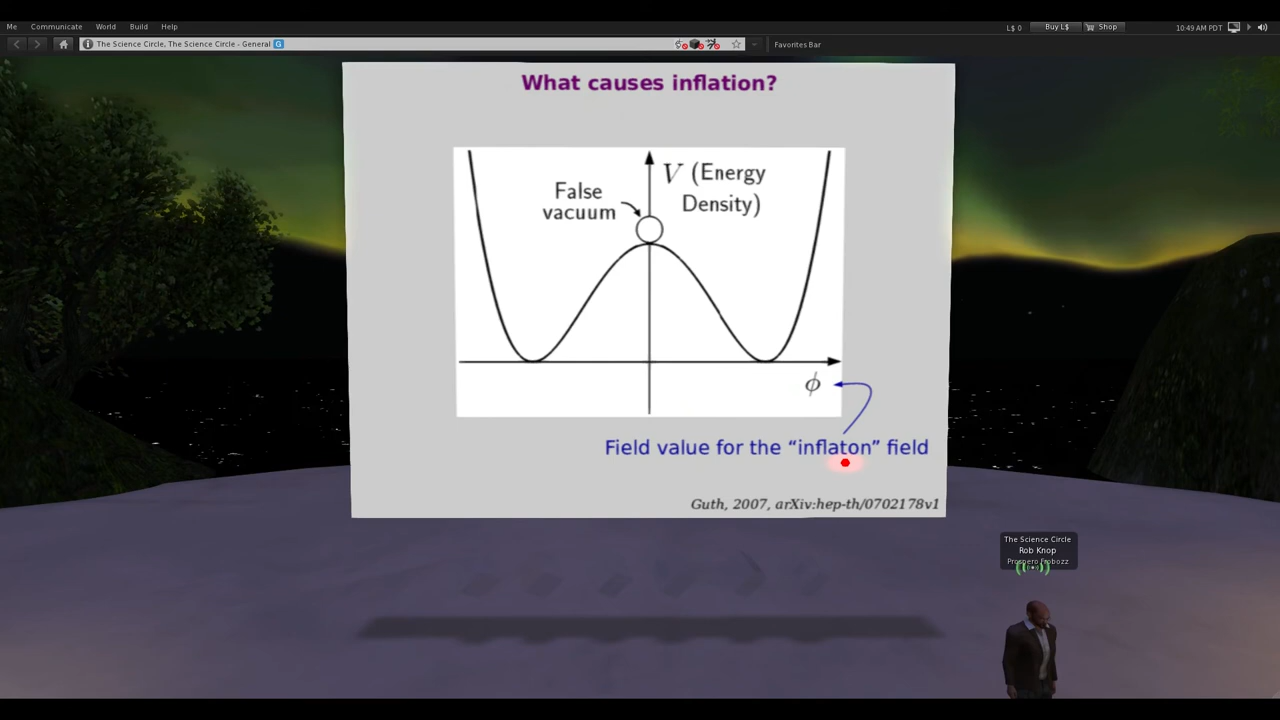 Me Communicate World Build Help
L$ 0 Buy L$ Shop 10:49 AM PDT
The Science Circle, The Science Circle - General G
Favorites Bar
What causes inflation?
V (Energy
Density)
False
vacuum
ϕ
Field value for the “inflaton” field
Guth, 2007, arXiv:hep-th/0702178v1
The Science Circle
Rob Knop
Prospero Frobozz